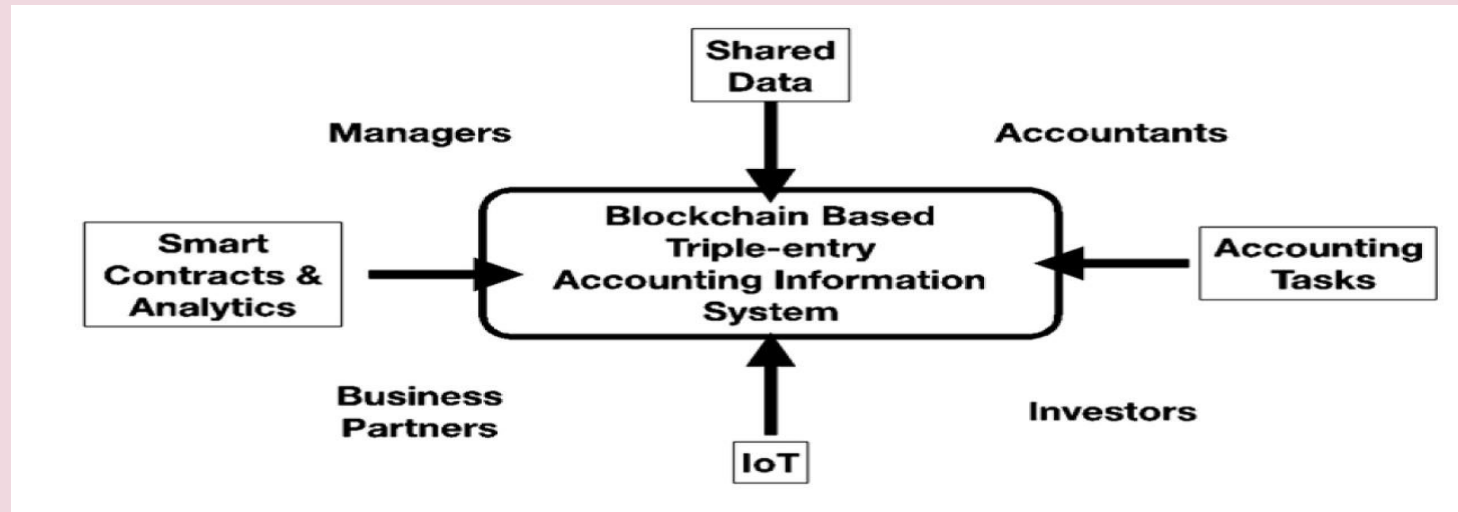 Shared
Data
Managers
Accountants
Blockchain Based
Triple-entry
Accounting Information
System
Smart
Contracts &
Analytics
Accounting
Tasks
Business
Partners
Investors
IoT